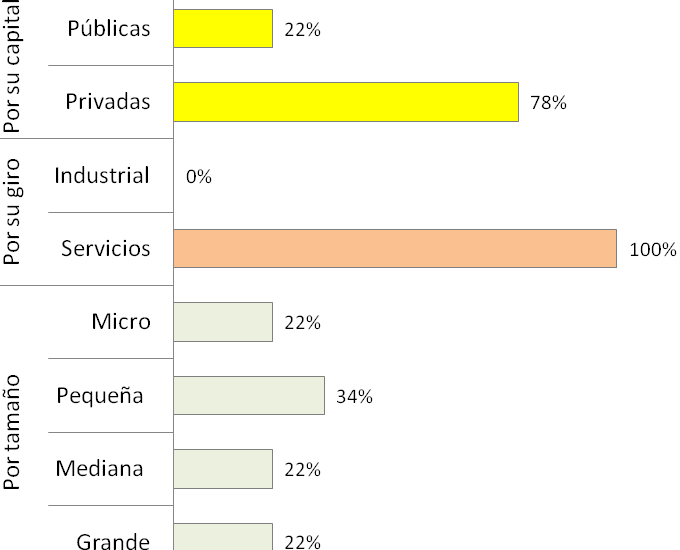 Por su capital
Públicas 22%
Privadas 78%
Por su giro
Industrial 0%
Servicios 100%
Por tamaño
Micro 22%
Pequeña 34%
Mediana 22%
Grande 22%